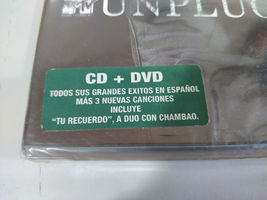 UNPLUG
CD + DVD
TODOS SUS GRANDES EXITOS EN ESPAÑOL
MÁS 3 NUEVAS CANCIONES
INCLUYE
"TU RECUERDO", A DUO CON CHAMBAO.